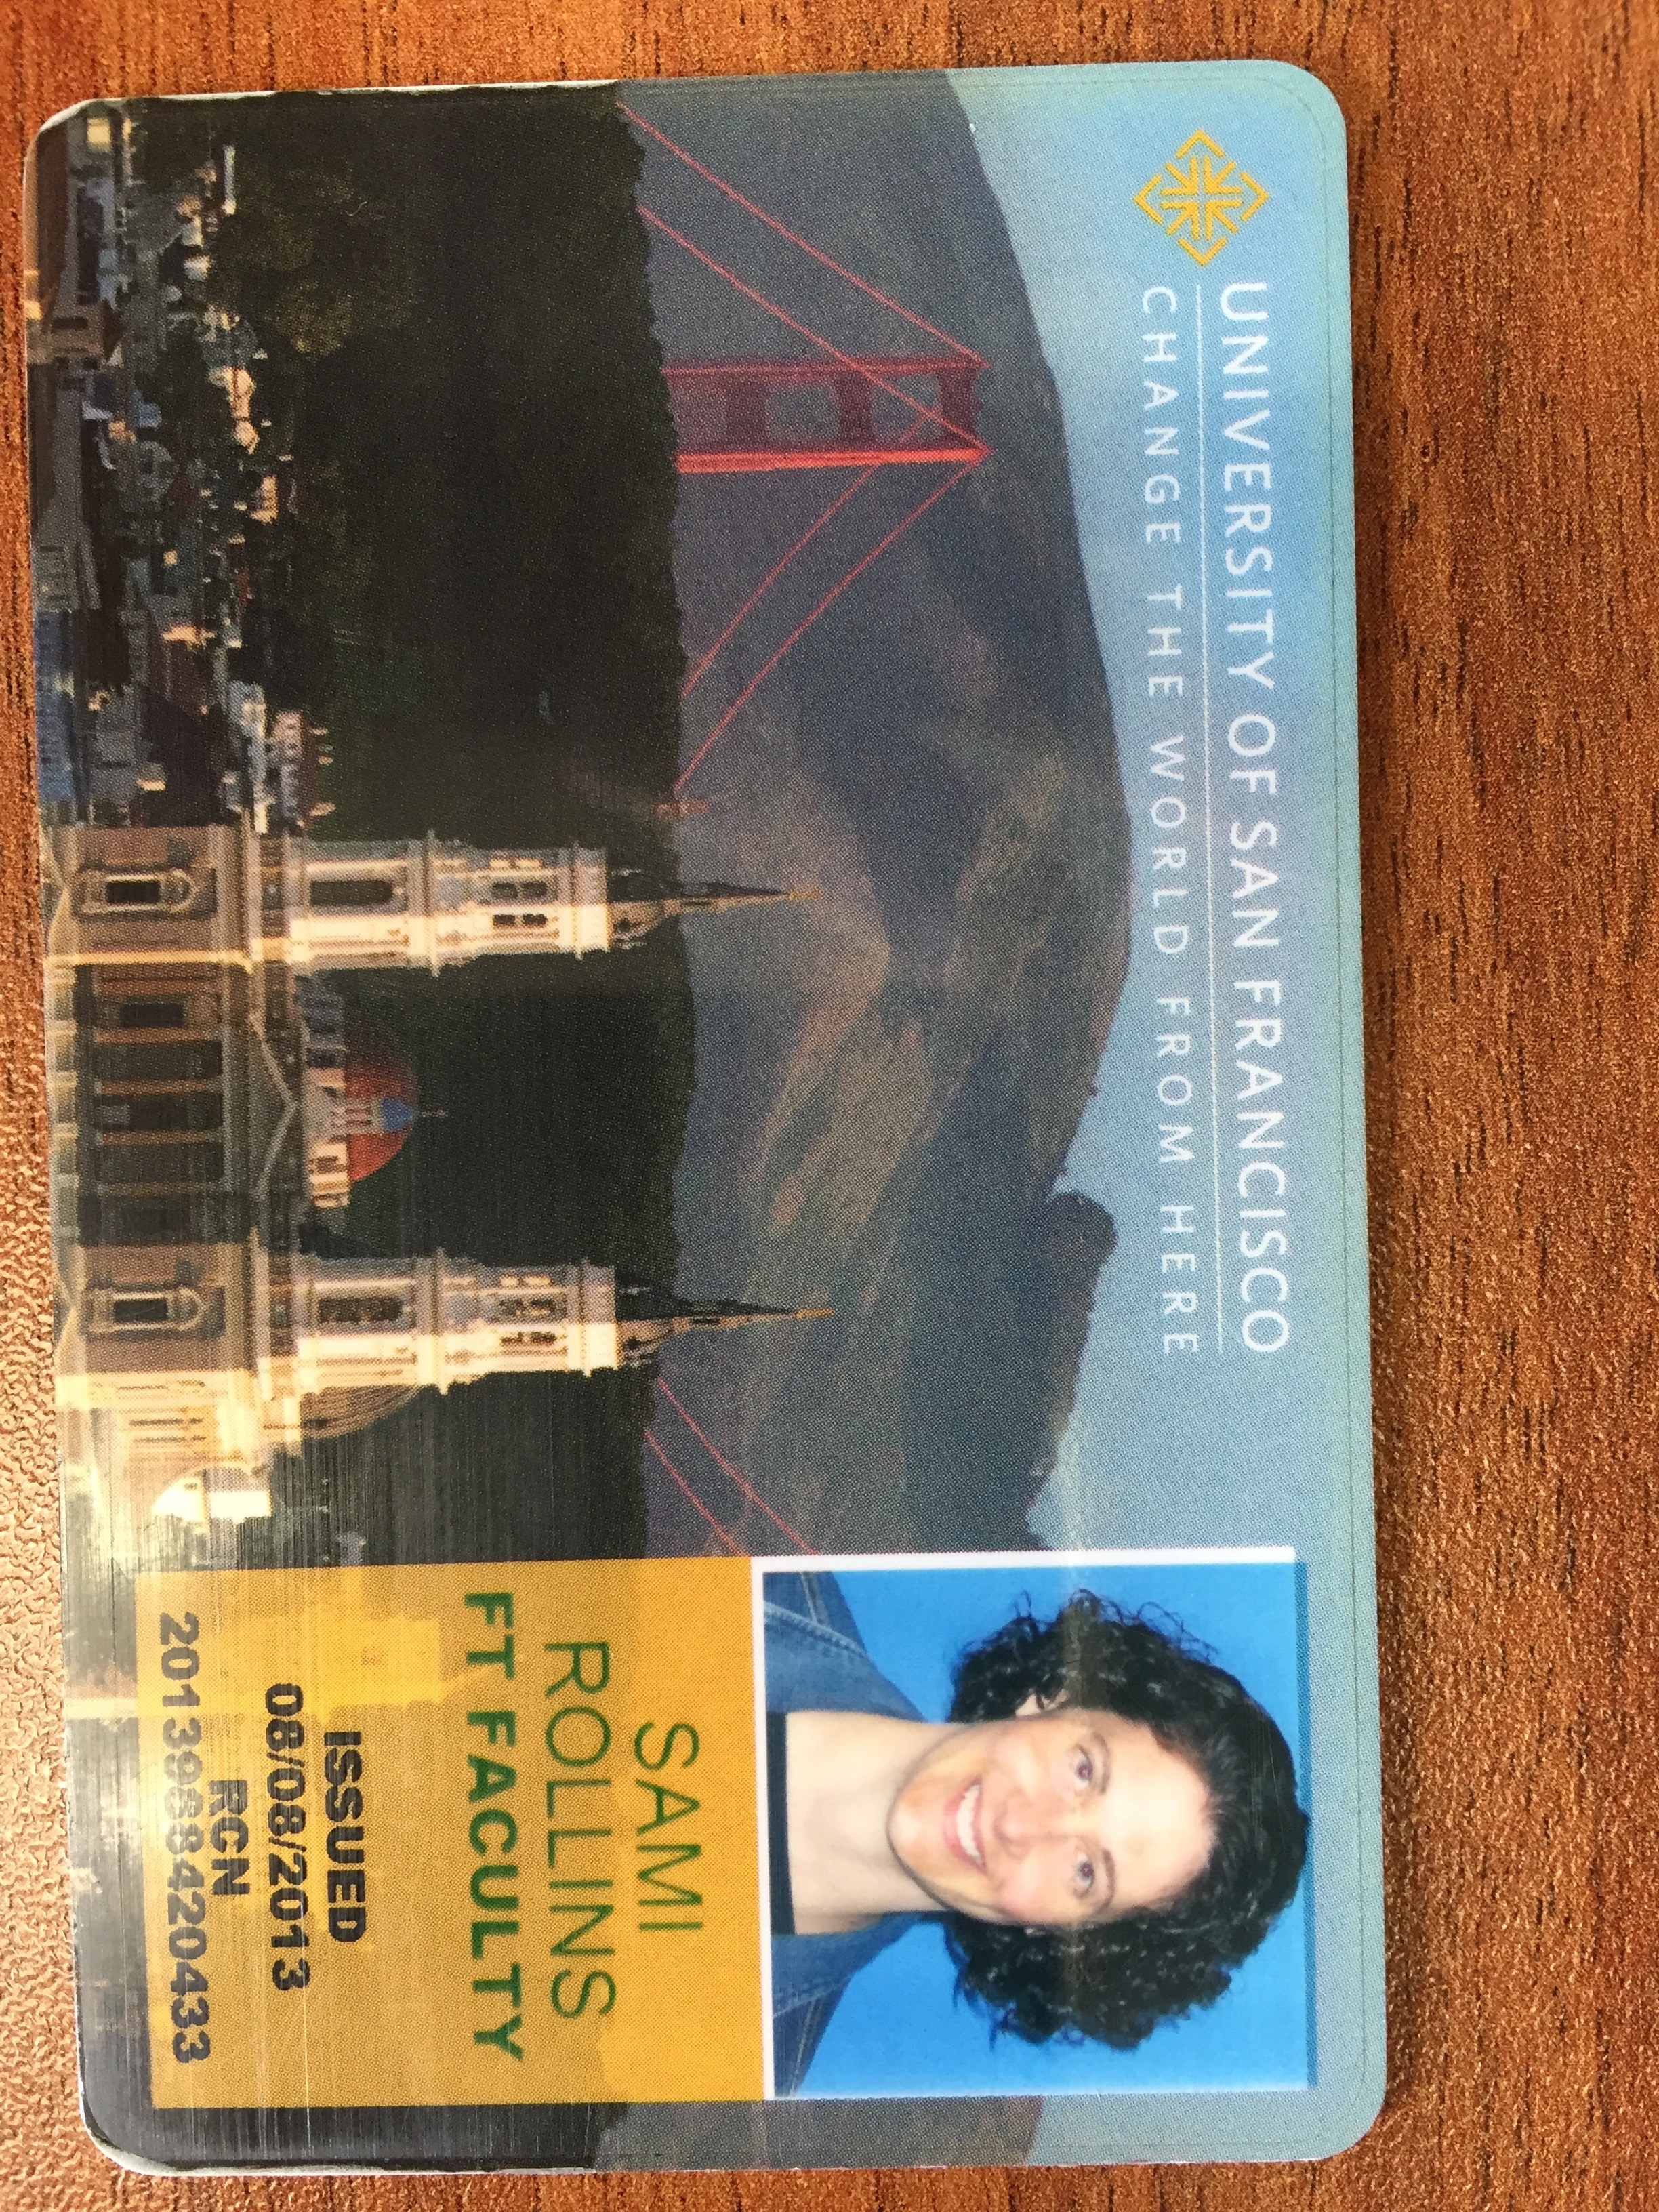 UNIVERSITY OF SAN FRANCISCO
CHANGE THE WORLD FROM HERE
SAMI
ROLLINS
FT FACULTY
ISSUED
08/08/2013
RCN
2013988420433